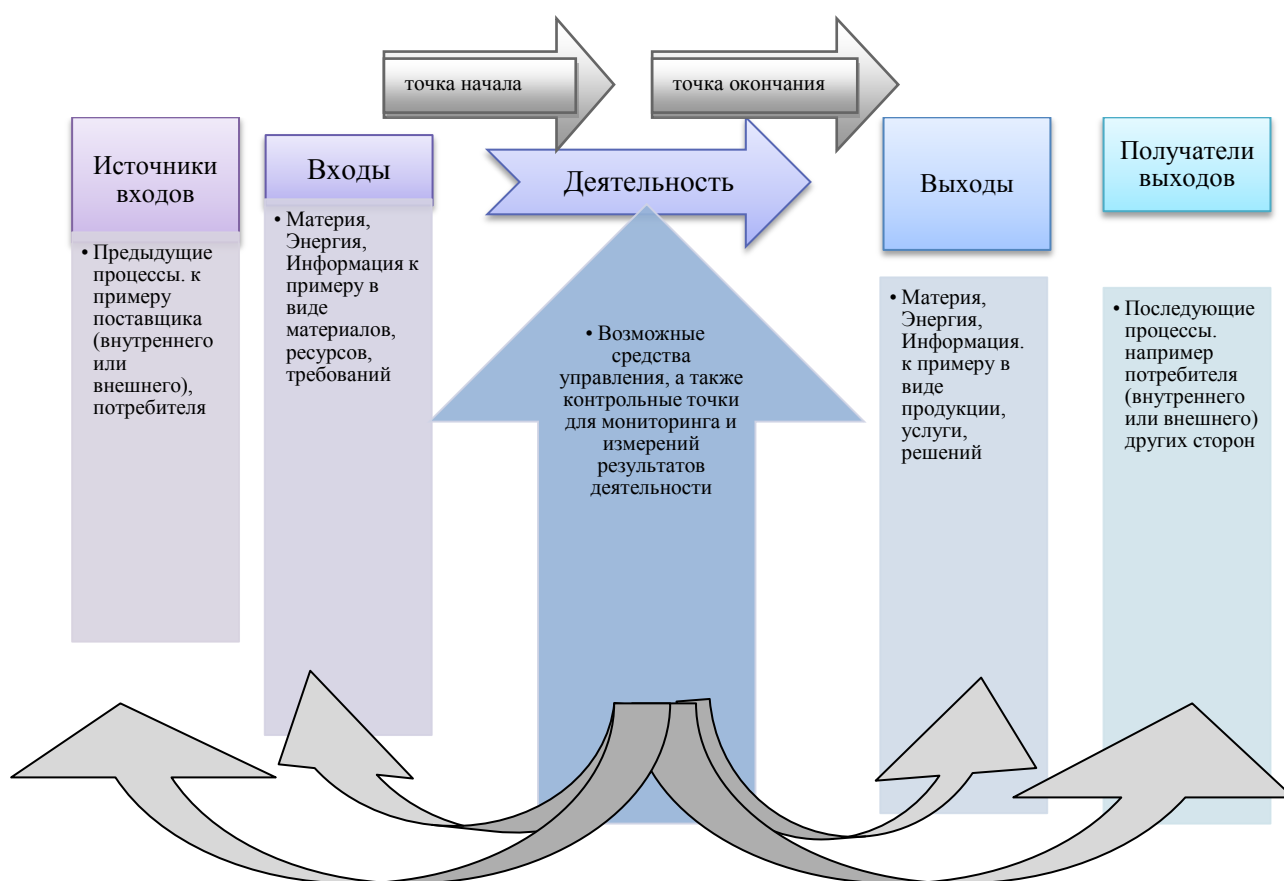 точка начала
точка окончания
Источники
входов
Входы
Деятельность
Выходы
Получатели
выходов
• Предыдущие
процессы. к
примеру
поставщика
(внутреннего
или
внешнего),
потребителя
• Материя,
Энергия,
Информация к
примеру в
виде
материалов,
ресурсов,
требований
• Возможные
средства
управления, а также
контрольные точки
для мониторинга и
измерений
результатов
деятельности
• Материя,
Энергия,
Информация.
к примеру в
виде
продукции,
услуги,
решений
• Последующие
процессы.
например
потребителя
(внутреннего
или внешнего)
других сторон